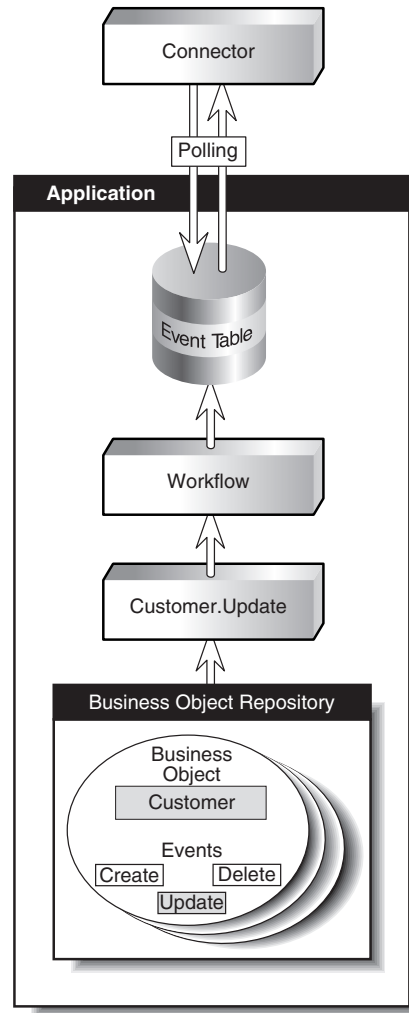 Connector
Polling
Application
Event Table
Workflow
Customer.Update
Business Object Repository
Business
Object
Customer
Events
Create
Delete
Update